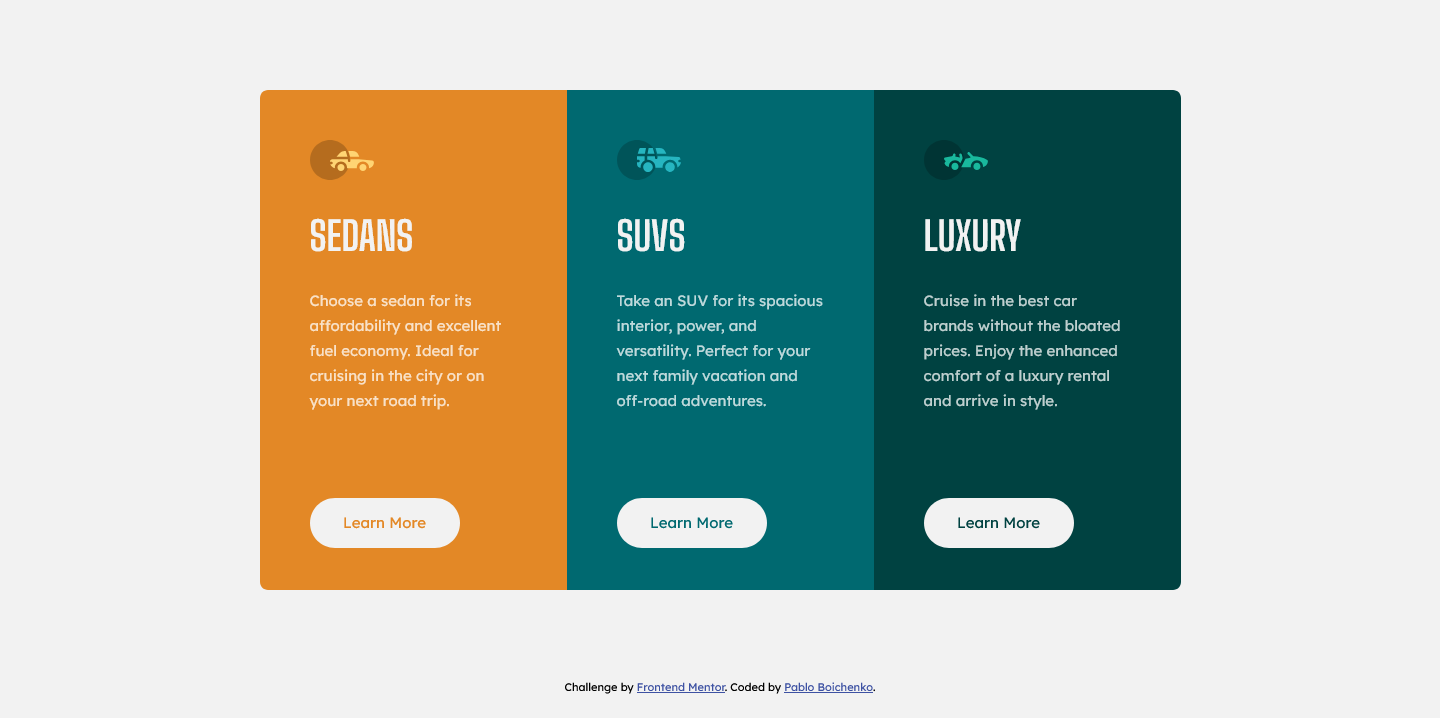 SEDANS
Choose a sedan for its
affordability and excellent
fuel economy. Ideal for
cruising in the city or on
your next road trip.
Learn More
SUVS
Take an SUV for its spacious
interior, power, and
versatility. Perfect for your
next family vacation and
off-road adventures.
Learn More
LUXURY
Cruise in the best car
brands without the bloated
prices. Enjoy the enhanced
comfort of a luxury rental
and arrive in style.
Learn More
Challenge by Frontend Mentor. Coded by Pablo Boichenko.